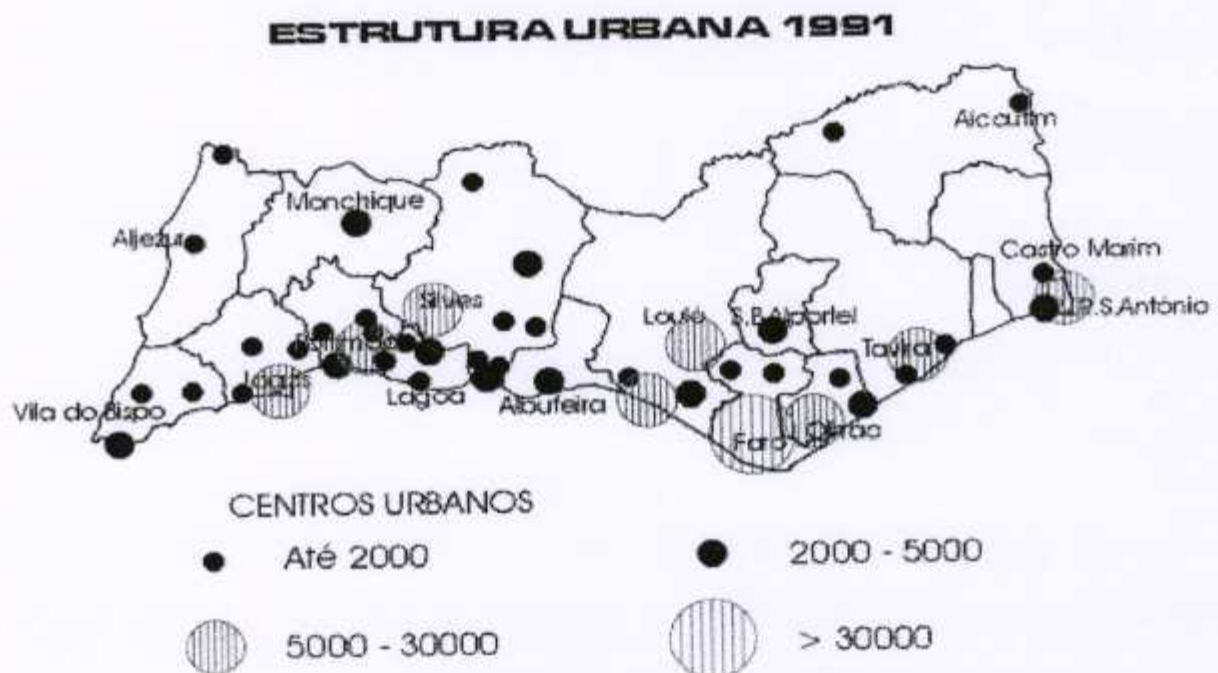 ESTRUTURA URBANA 1991
Alcoutim
Monchique
Aljezur
Castro Marim
Silves
Loulé
S.B.Alportel
V.R.S.António
Portimão
Tavira
Lagos
Lagoa
Albufeira
Vila do Bispo
Faro
Olhão
CENTROS URBANOS
Até 2000
2000 - 5000
5000 - 30000
> 30000